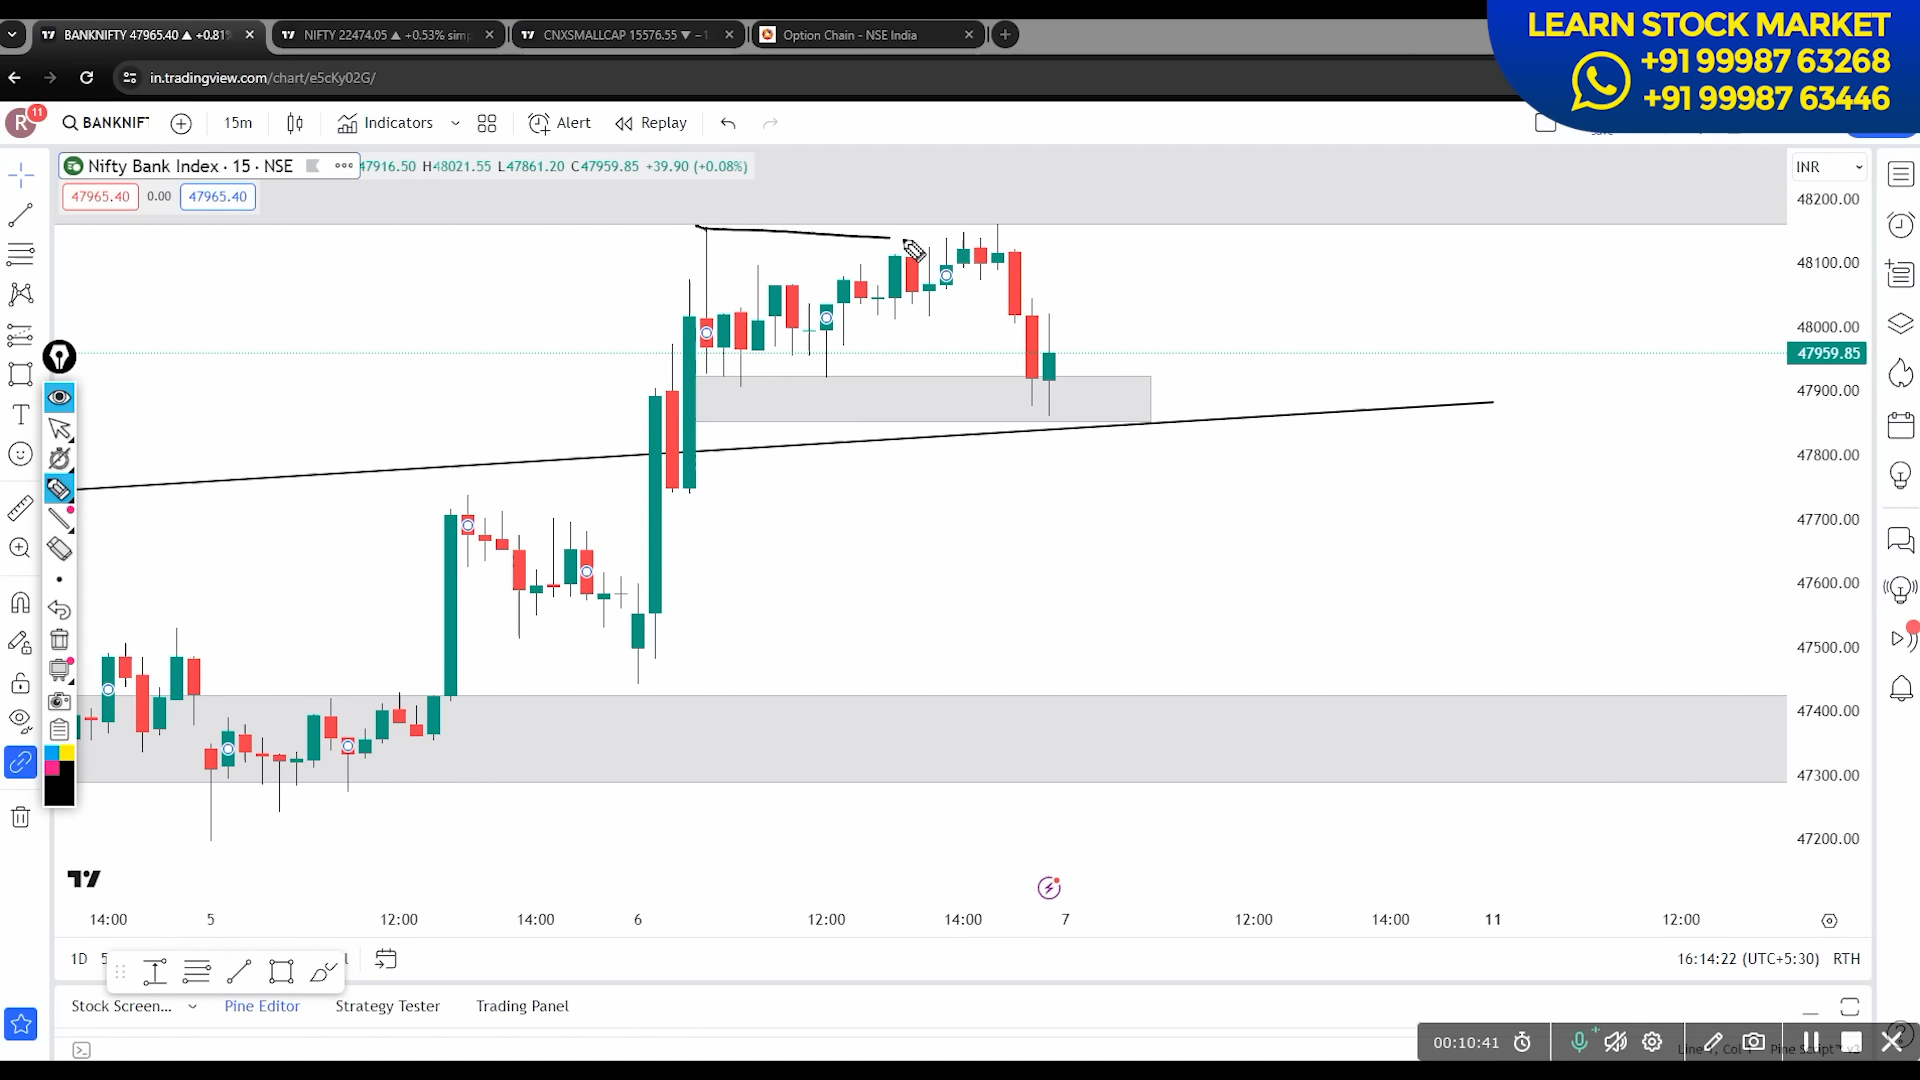 BANKNIFTY 47965.40 ▲ +0.81%
NIFTY 22474.05 ▲ +0.53%
CNXSMALLCAP 15576.55 ▼ −1
Option Chain - NSE India
LEARN STOCK MARKET
+91 99987 63268
+91 99987 63446
in.tradingview.com/chart/e5cKy02G/
R
11
BANKNIFT
15m
Indicators
Alert
Replay
Nifty Bank Index · 15 · NSE
47916.50 H48021.55 L47861.20 C47959.85 +39.90 (+0.08%)
INR
47965.40
0.00
47965.40
48200.00
48100.00
48000.00
47959.85
47900.00
47800.00
47700.00
47600.00
47500.00
47400.00
47300.00
47200.00
14:00
5
12:00
14:00
6
12:00
14:00
7
12:00
14:00
11
12:00
1D
16:14:22 (UTC+5:30)
RTH
Stock Screen...
Pine Editor
Strategy Tester
Trading Panel
00:10:41